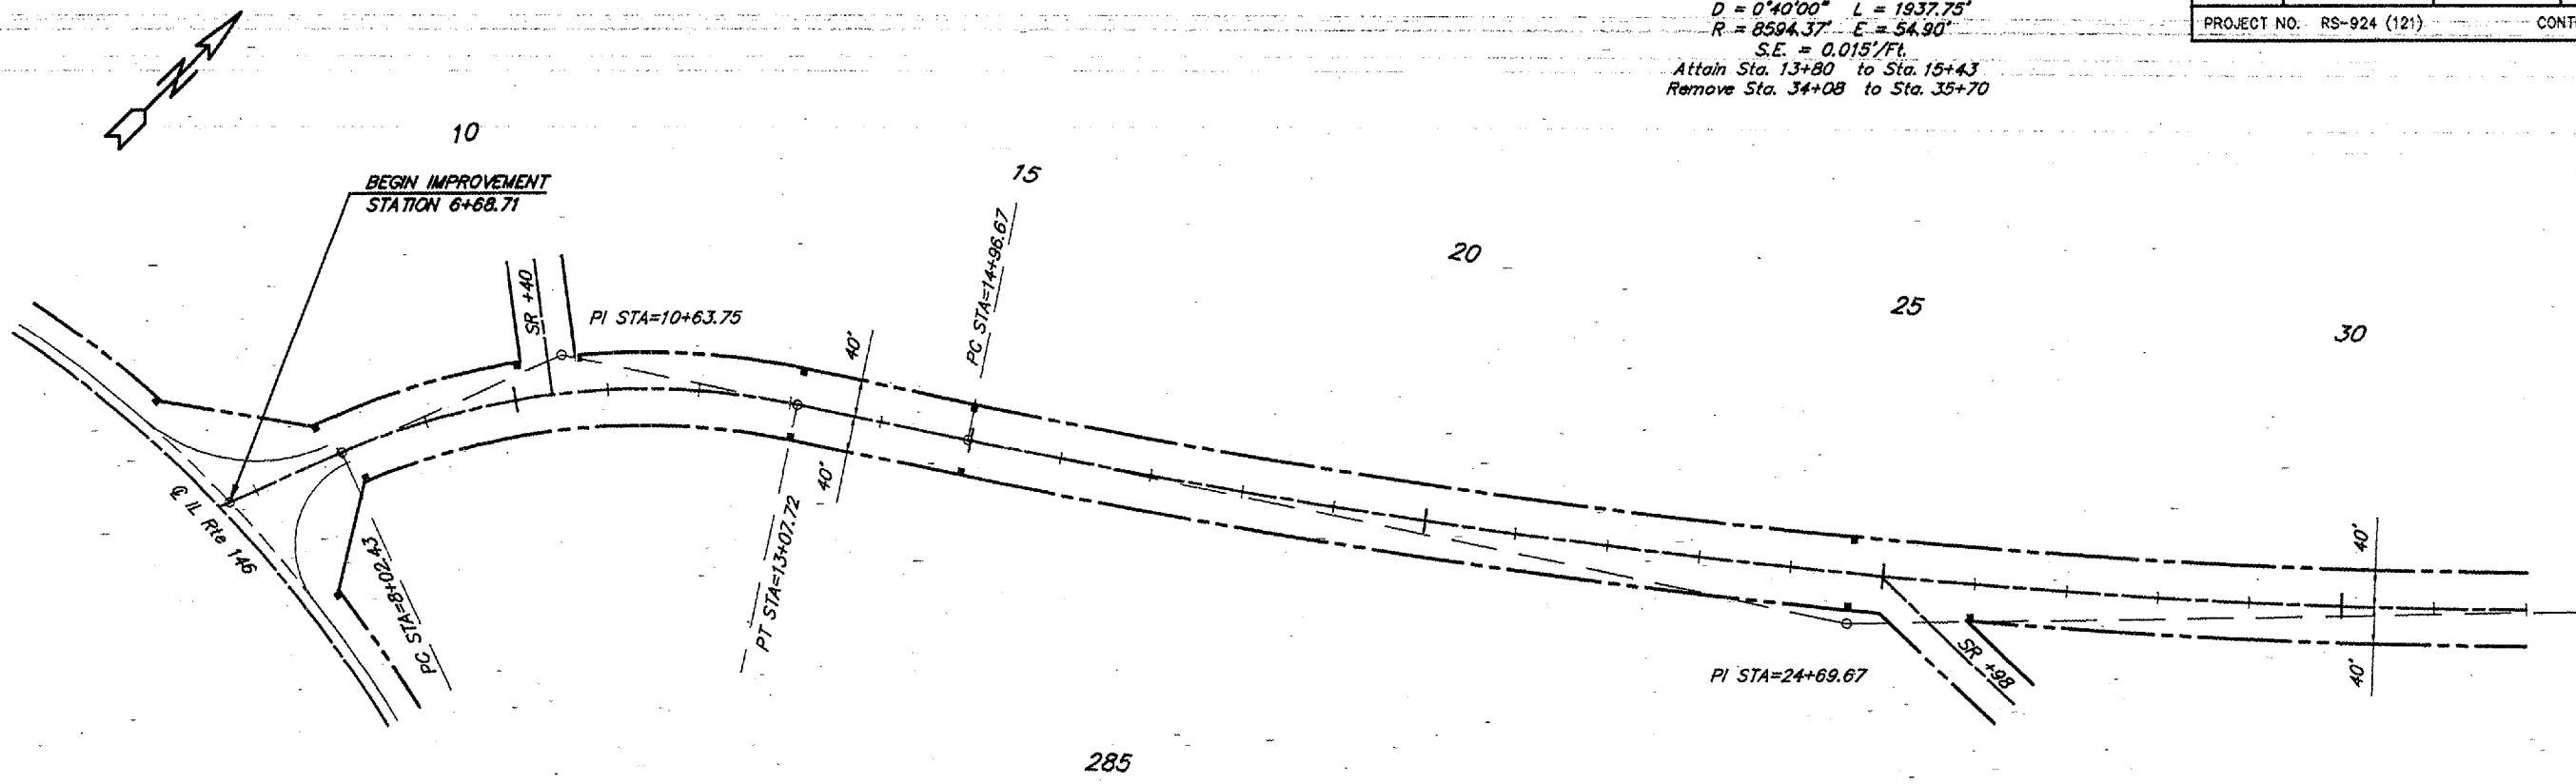 D = 0°40'00" L = 1937.75'
R = 8594.37' E = 54.90'
S.E. = 0.015'/Ft.
Attain Sta. 13+80 to Sta. 15+43
Remove Sta. 34+08 to Sta. 35+70
PROJECT NO. RS-924 (121)
CONT
N
10
BEGIN IMPROVEMENT
STATION 6+68.71
15
20
25
30
SR +40
PI STA=10+63.75
PC STA=14+96.67
40'
40'
℄ IL Rte 146
PC STA=8+02.43
PT STA=13+07.72
40'
40'
SR +98
PI STA=24+69.67
285